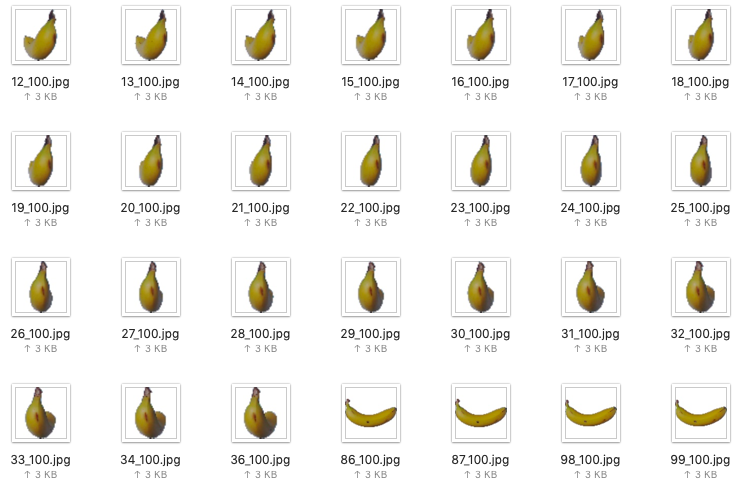 12_100.jpg 13_100.jpg 14_100.jpg 15_100.jpg 16_100.jpg 17_100.jpg 18_100.jpg
↑ 3 KB ↑ 3 KB ↑ 3 KB ↑ 3 KB ↑ 3 KB ↑ 3 KB ↑ 3 KB
19_100.jpg 20_100.jpg 21_100.jpg 22_100.jpg 23_100.jpg 24_100.jpg 25_100.jpg
↑ 3 KB ↑ 3 KB ↑ 3 KB ↑ 3 KB ↑ 3 KB ↑ 3 KB ↑ 3 KB
26_100.jpg 27_100.jpg 28_100.jpg 29_100.jpg 30_100.jpg 31_100.jpg 32_100.jpg
↑ 3 KB ↑ 3 KB ↑ 3 KB ↑ 3 KB ↑ 3 KB ↑ 3 KB ↑ 3 KB
33_100.jpg 34_100.jpg 36_100.jpg 86_100.jpg 87_100.jpg 98_100.jpg 99_100.jpg
↑ 3 KB ↑ 3 KB ↑ 3 KB ↑ 3 KB ↑ 3 KB ↑ 3 KB ↑ 3 KB